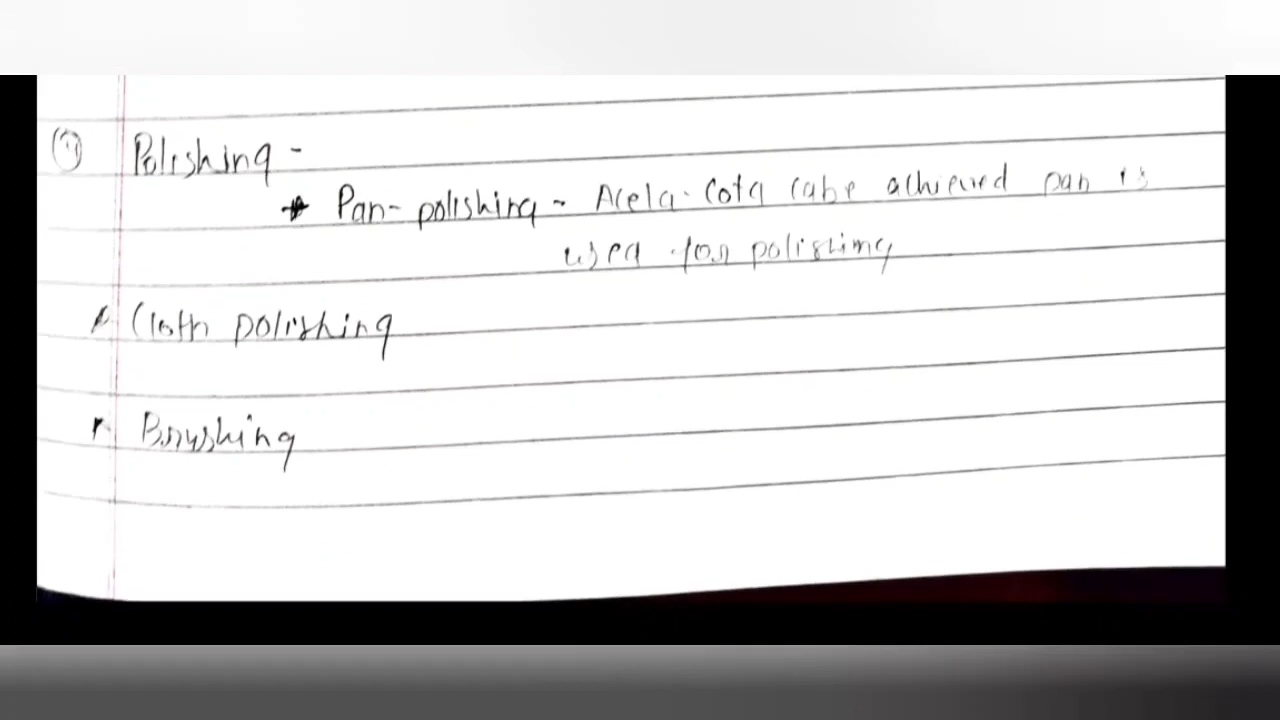 Polishing -
* Pan- polishing - Acela-Cota cabe achieved pan is
used for polishing
Cloth polishing
Brushing